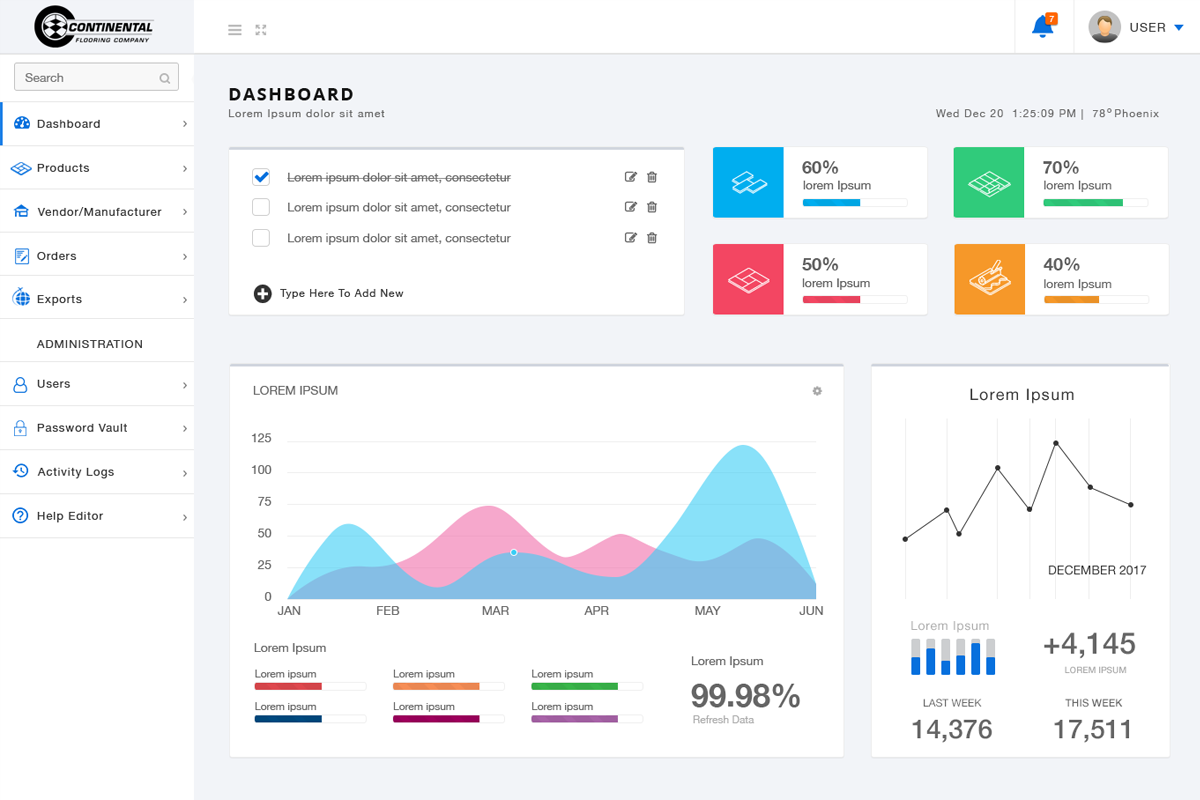 CONTINENTAL
FLOORING COMPANY
7
USER
Search
Dashboard
Products
Vendor/Manufacturer
Orders
Exports
ADMINISTRATION
Users
Password Vault
Activity Logs
Help Editor
DASHBOARD
Lorem Ipsum dolor sit amet
Wed Dec 20 1:25:09 PM | 78° Phoenix
Lorem ipsum dolor sit amet, consectetur
Lorem ipsum dolor sit amet, consectetur
Lorem ipsum dolor sit amet, consectetur
Type Here To Add New
60%
lorem Ipsum
70%
lorem Ipsum
50%
lorem Ipsum
40%
lorem Ipsum
LOREM IPSUM
125
100
75
50
25
0
JAN FEB MAR APR MAY JUN
Lorem Ipsum
Lorem ipsum Lorem ipsum Lorem ipsum
Lorem ipsum Lorem ipsum Lorem ipsum
Lorem Ipsum
99.98%
Refresh Data
Lorem Ipsum
DECEMBER 2017
Lorem Ipsum
+4,145
LOREM IPSUM
LAST WEEK
14,376
THIS WEEK
17,511